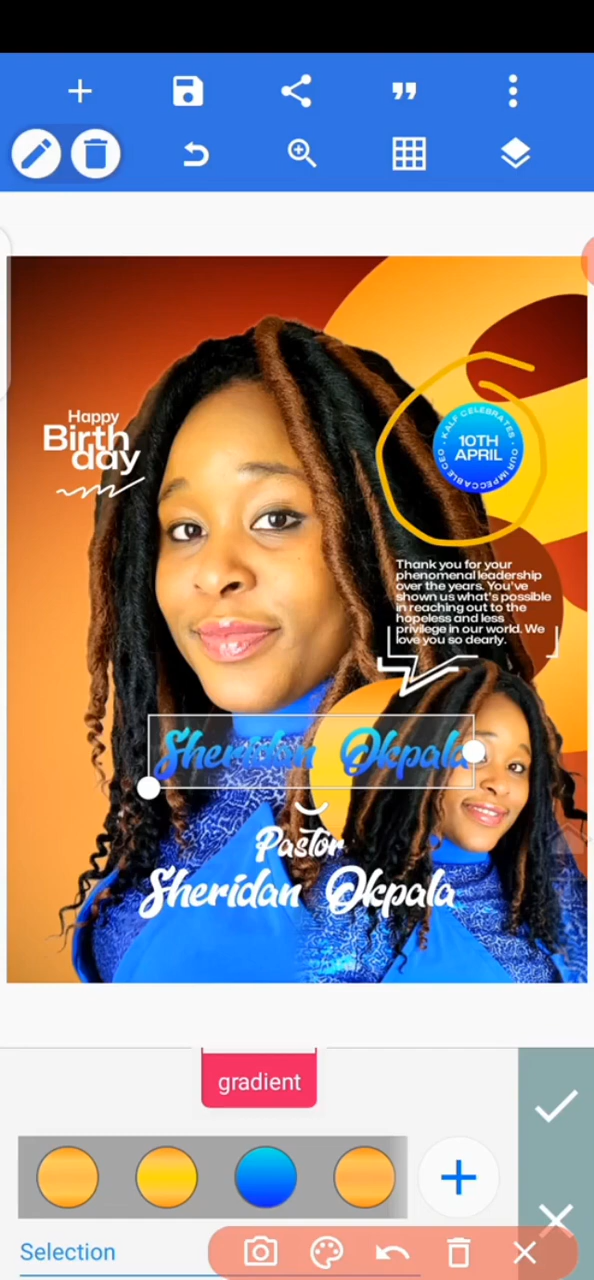 Happy
Birth
day
KALF CELEBRATES - OUR IMPECCABLE CEO -
10TH
APRIL
Thank you for your
phenomenal leadership
over the years. You've
shown us what's possible
in reaching out to the
hopeless and less
privilege in our world. We
love you so dearly.
Sheridan Okpala
Pastor
Sheridan Okpala
gradient
Selection